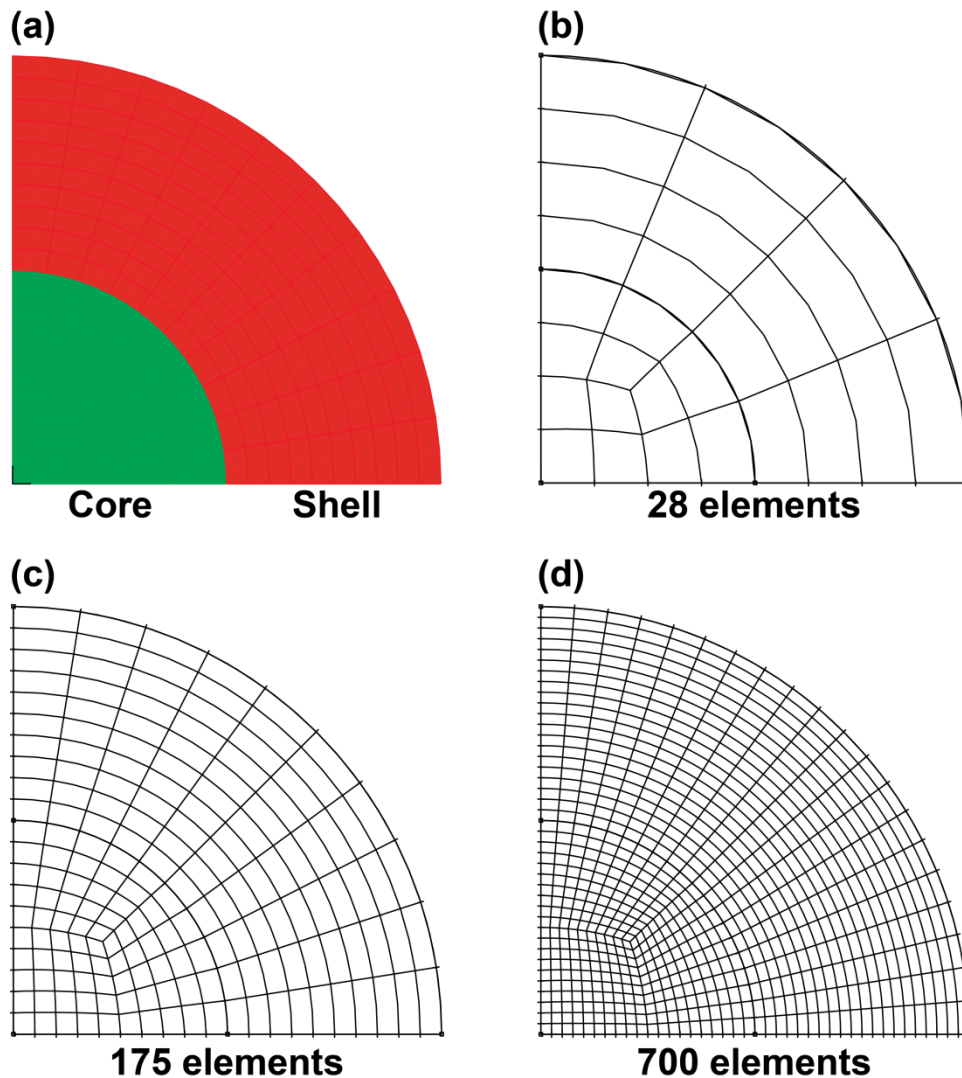 (a)
(b)
Core Shell
28 elements
(c)
(d)
175 elements
700 elements